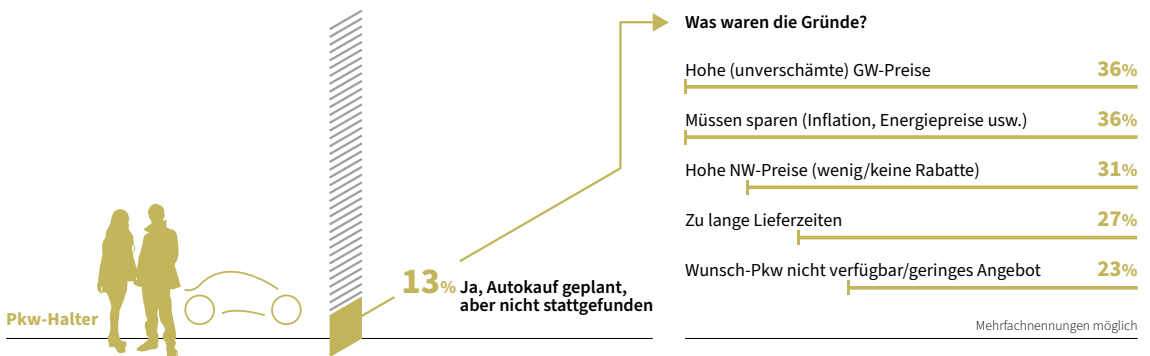 Was waren die Gründe?
Hohe (unverschämte) GW-Preise 36%
Müssen sparen (Inflation, Energiepreise usw.) 36%
Hohe NW-Preise (wenig/keine Rabatte) 31%
Zu lange Lieferzeiten 27%
Wunsch-Pkw nicht verfügbar/geringes Angebot 23%
13% Ja, Autokauf geplant,
aber nicht stattgefunden
Pkw-Halter
Mehrfachnennungen möglich